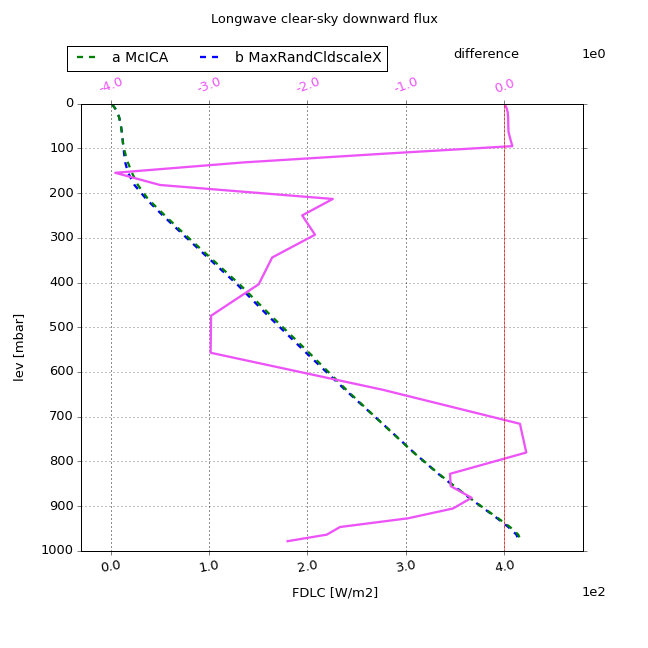 Longwave clear-sky downward flux
a McICA b MaxRandCldscaleX difference 1e0
-4.0 -3.0 -2.0 -1.0 0.0
0
100
200
300
400
500
600
700
800
900
1000
lev [mbar]
0.0 1.0 2.0 3.0 4.0
FDLC [W/m2] 1e2